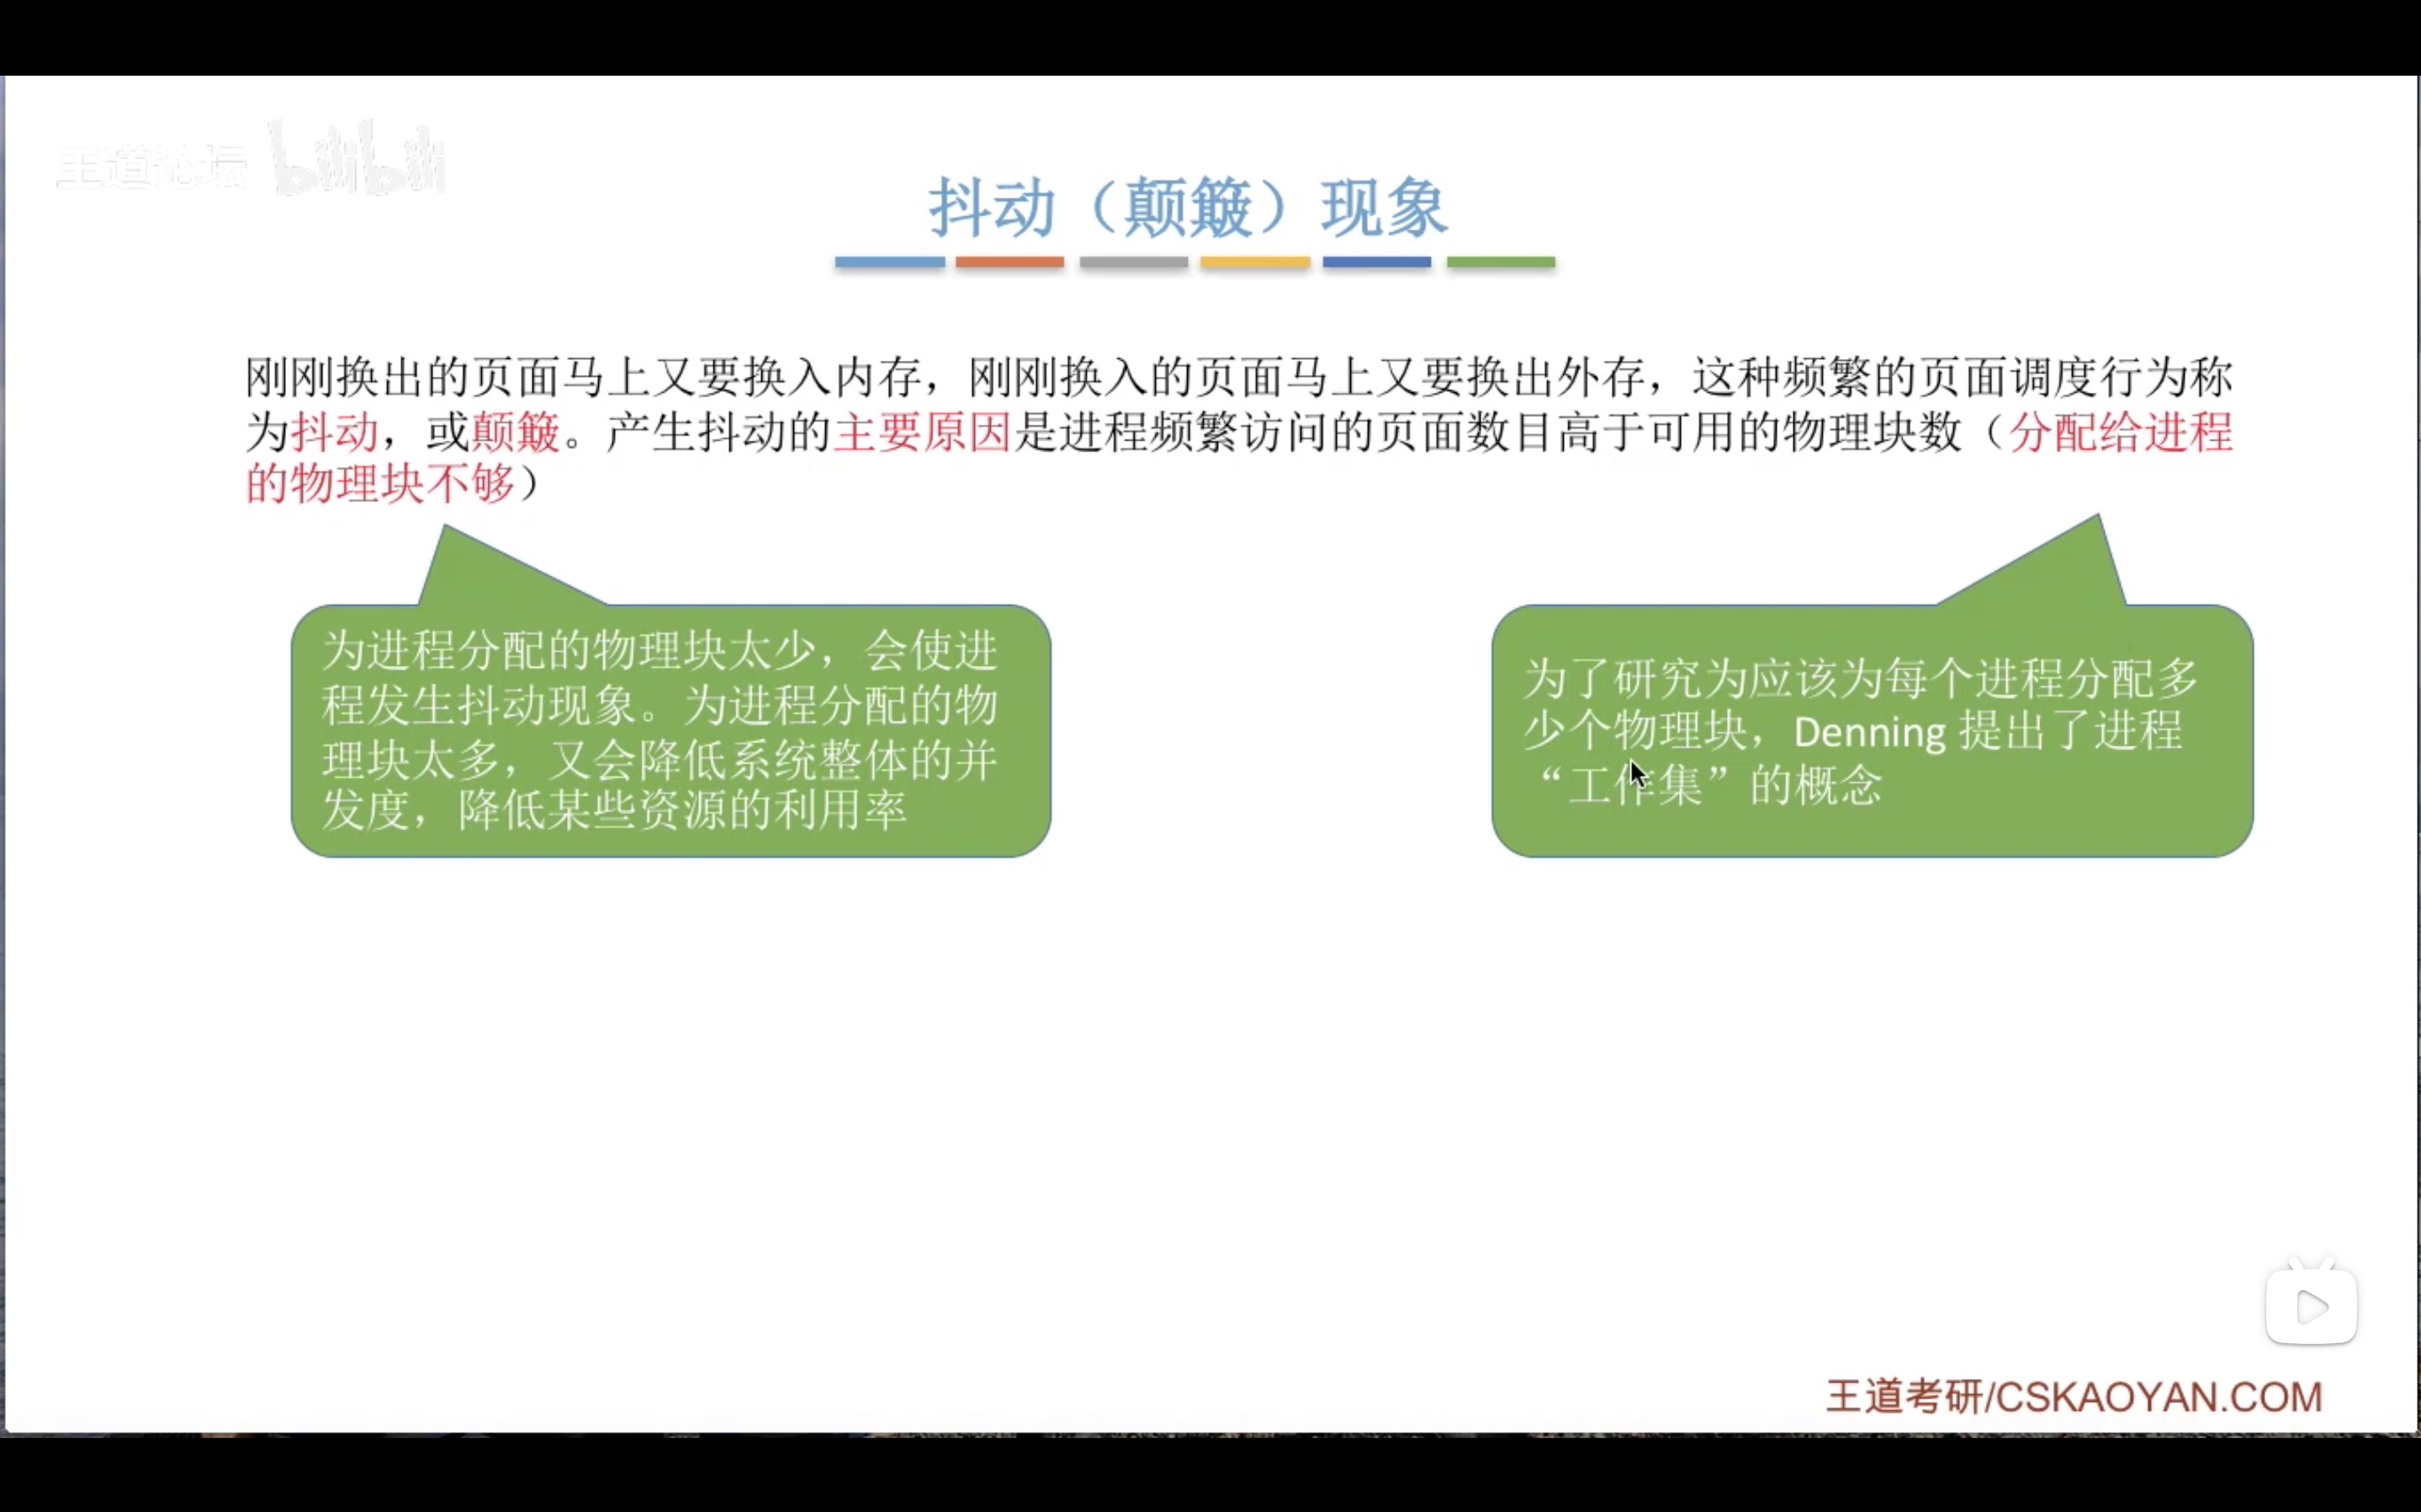 王道论坛 bilibili
抖动（颠簸）现象
刚刚换出的页面马上又要换入内存，刚刚换入的页面马上又要换出外存，这种频繁的页面调度行为称
为抖动，或颠簸。产生抖动的主要原因是进程频繁访问的页面数目高于可用的物理块数（分配给进程
的物理块不够）
为进程分配的物理块太少，会使进
程发生抖动现象。为进程分配的物
理块太多，又会降低系统整体的并
发度，降低某些资源的利用率
为了研究为应该为每个进程分配多
少个物理块，Denning 提出了进程
“工作集”的概念
王道考研/CSKAOYAN.COM